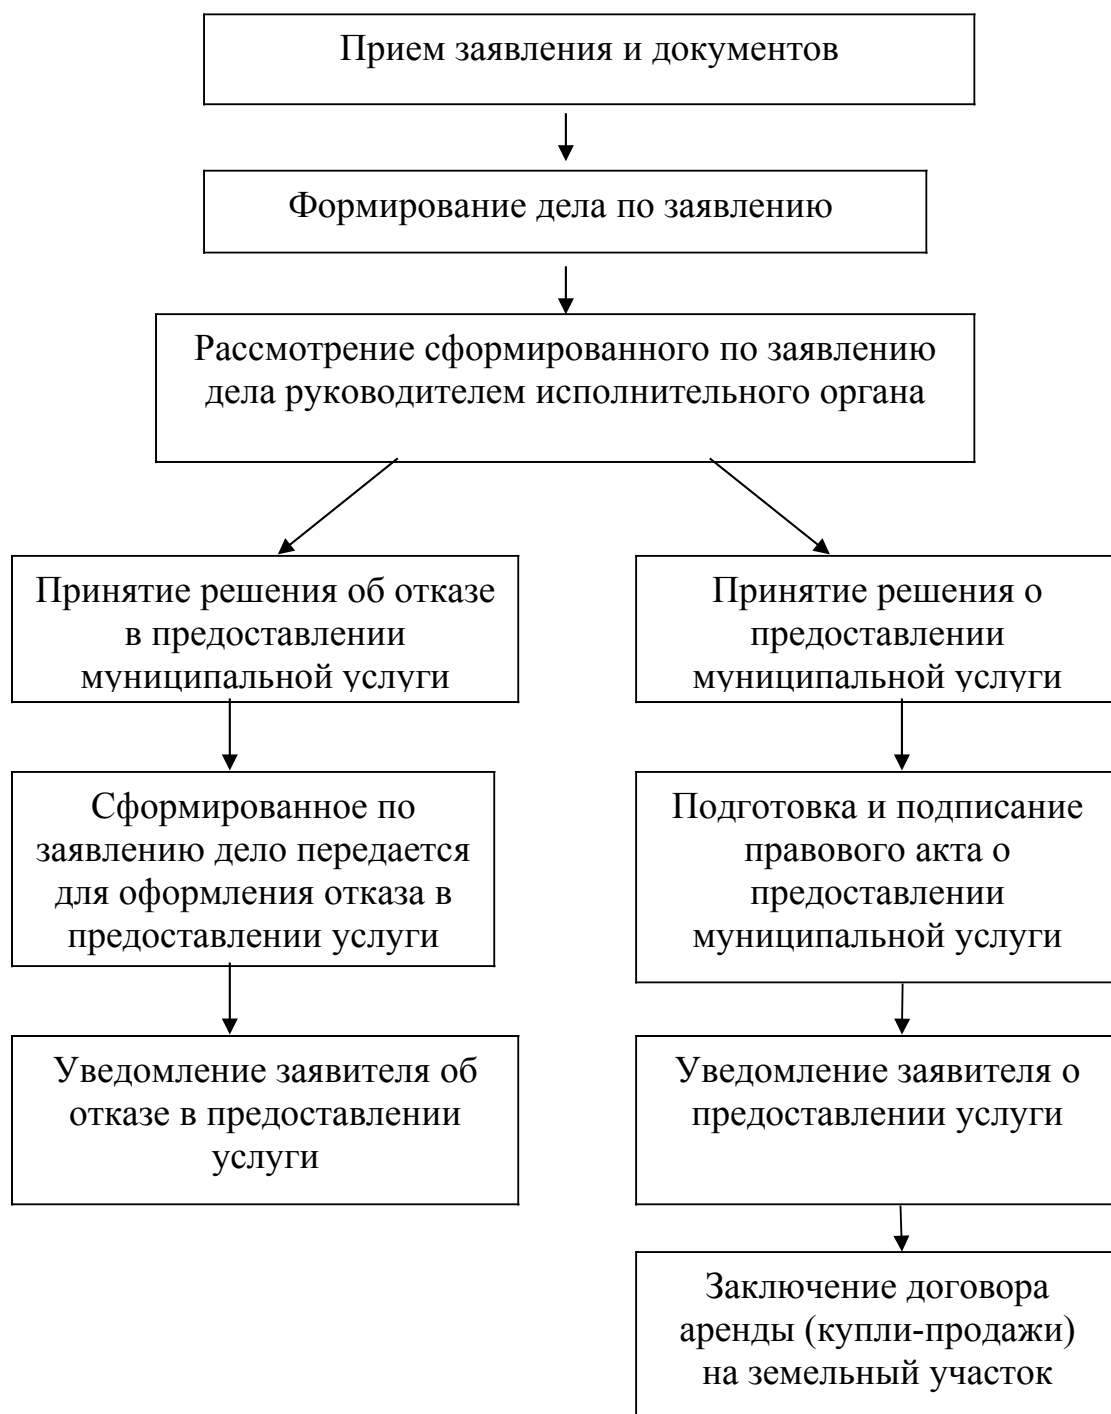 Прием заявления и документов
Формирование дела по заявлению
Рассмотрение сформированного по заявлению
дела руководителем исполнительного органа
Принятие решения об отказе
в предоставлении
муниципальной услуги
Принятие решения о
предоставлении
муниципальной услуги
Сформированное по
заявлению дело передается
для оформления отказа в
предоставлении услуги
Подготовка и подписание
правового акта о
предоставлении
муниципальной услуги
Уведомление заявителя об
отказе в предоставлении
услуги
Уведомление заявителя о
предоставлении услуги
Заключение договора
аренды (купли-продажи)
на земельный участок